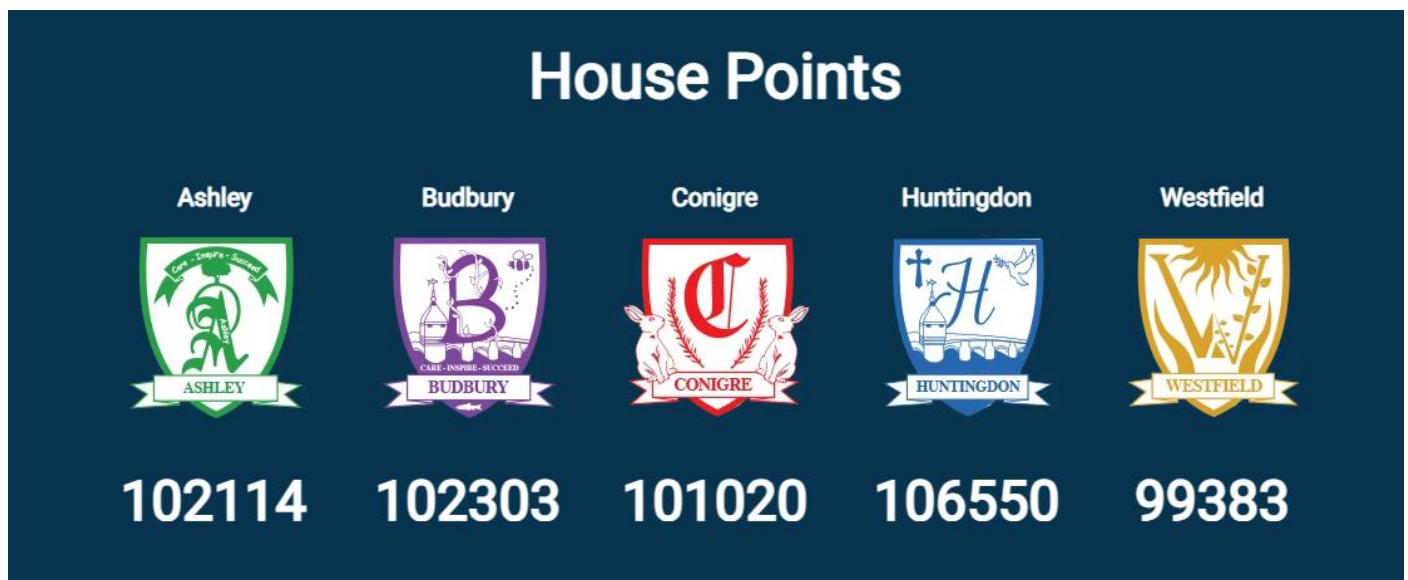 House Points
Ashley
Budbury
Conigre
Huntingdon
Westfield
Care - Inspire - Succeed
A
Ashley
ASHLEY
B
CARE - INSPIRE - SUCCEED
BUDBURY
C
CONIGRE
H
HUNTINGDON
W
WESTFIELD
102114
102303
101020
106550
99383